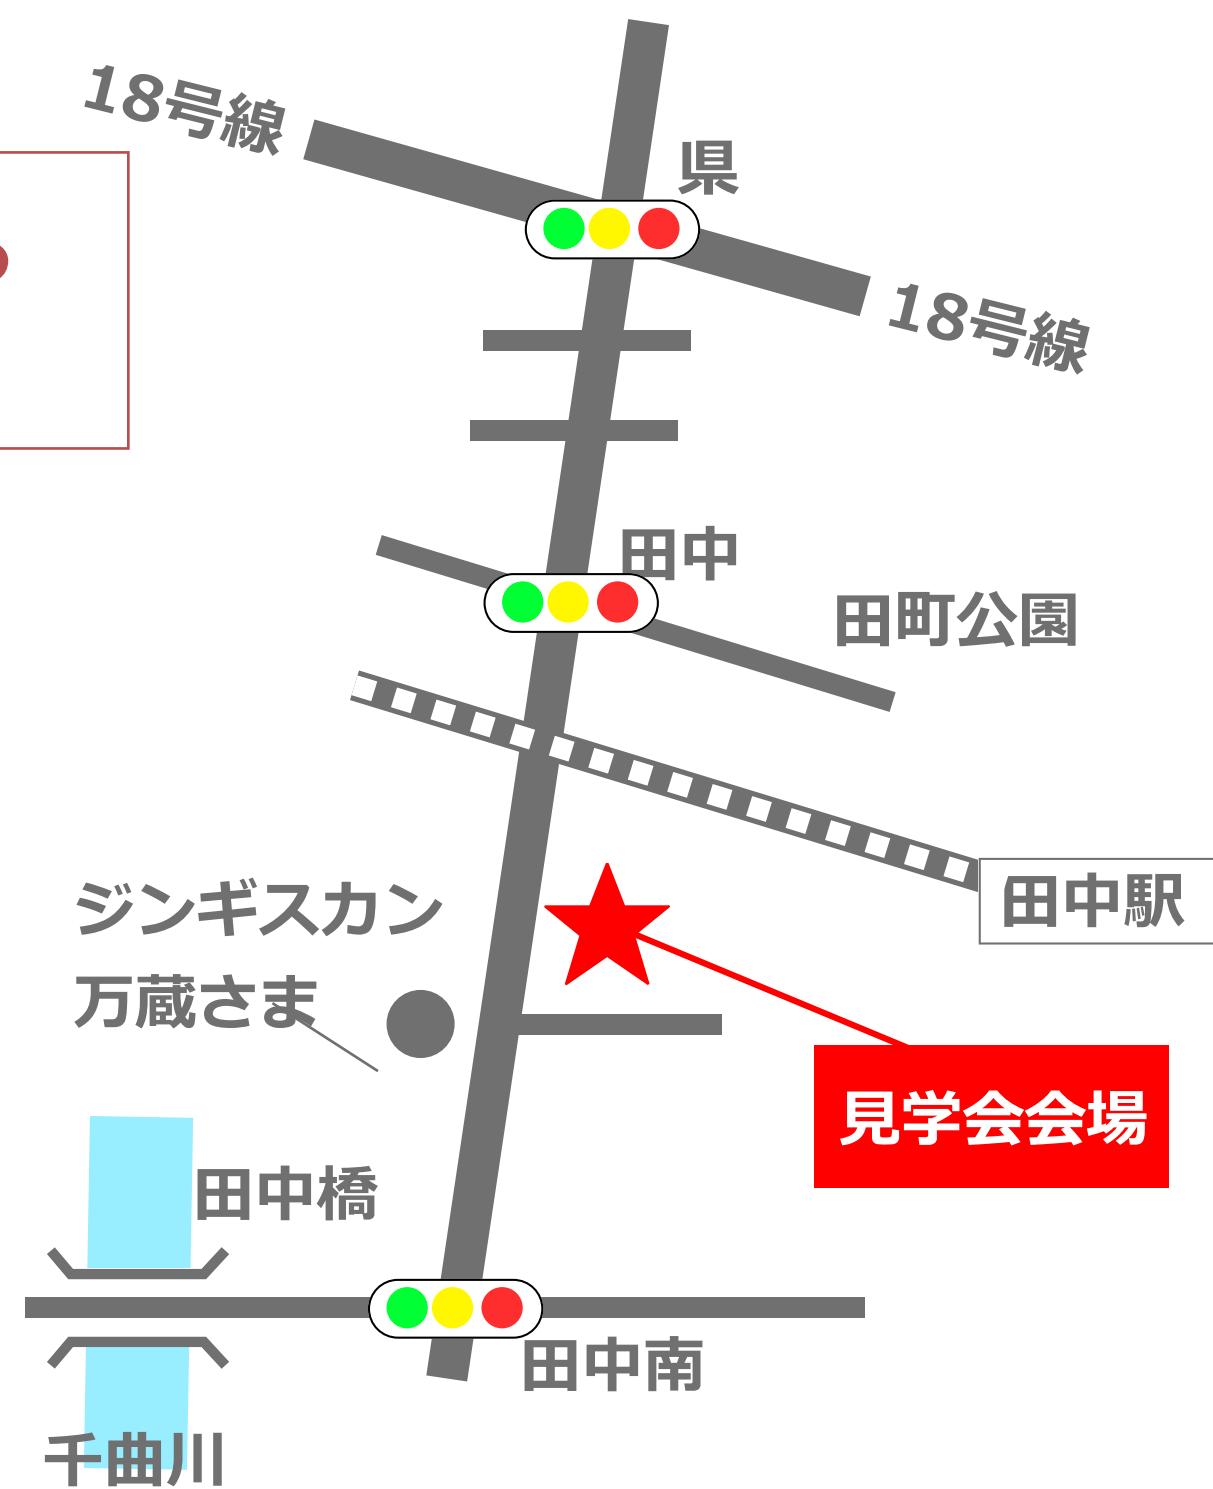 18号線
県
18号線
田中
田町公園
田中駅
ジンギスカン
万蔵さま
見学会会場
田中橋
田中南
千曲川